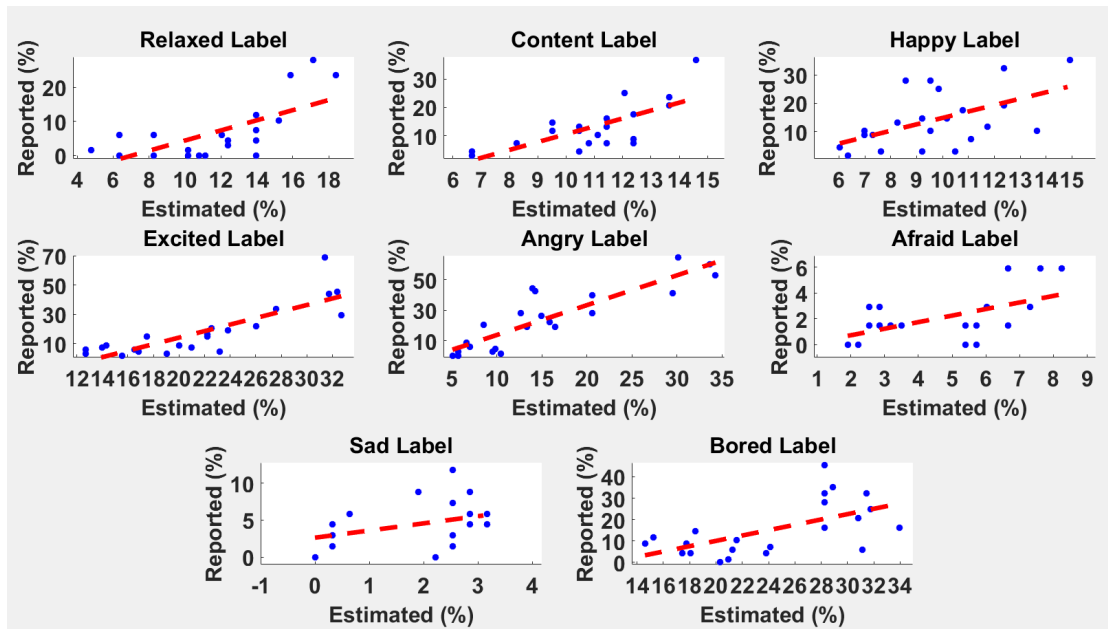 Relaxed Label Content Label Happy Label
Reported (%) Reported (%) Reported (%)
20 30 30
10 20 20
0 10 10
4 6 8 10 12 14 16 18 6 7 8 9 10 11 12 13 14 15 6 7 8 9 10 11 12 13 14 15
Estimated (%) Estimated (%) Estimated (%)
Excited Label Angry Label Afraid Label
Reported (%) Reported (%) Reported (%)
70 50 6
50 30 4
30 10 2
10 0
12 14 16 18 20 22 24 26 28 30 32 5 10 15 20 25 30 35 1 2 3 4 5 6 7 8 9
Estimated (%) Estimated (%) Estimated (%)
Sad Label Bored Label
Reported (%) Reported (%)
10 40
5 30
0 20
10
0
-1 0 1 2 3 4 14 16 18 20 22 24 26 28 30 32 34
Estimated (%) Estimated (%)